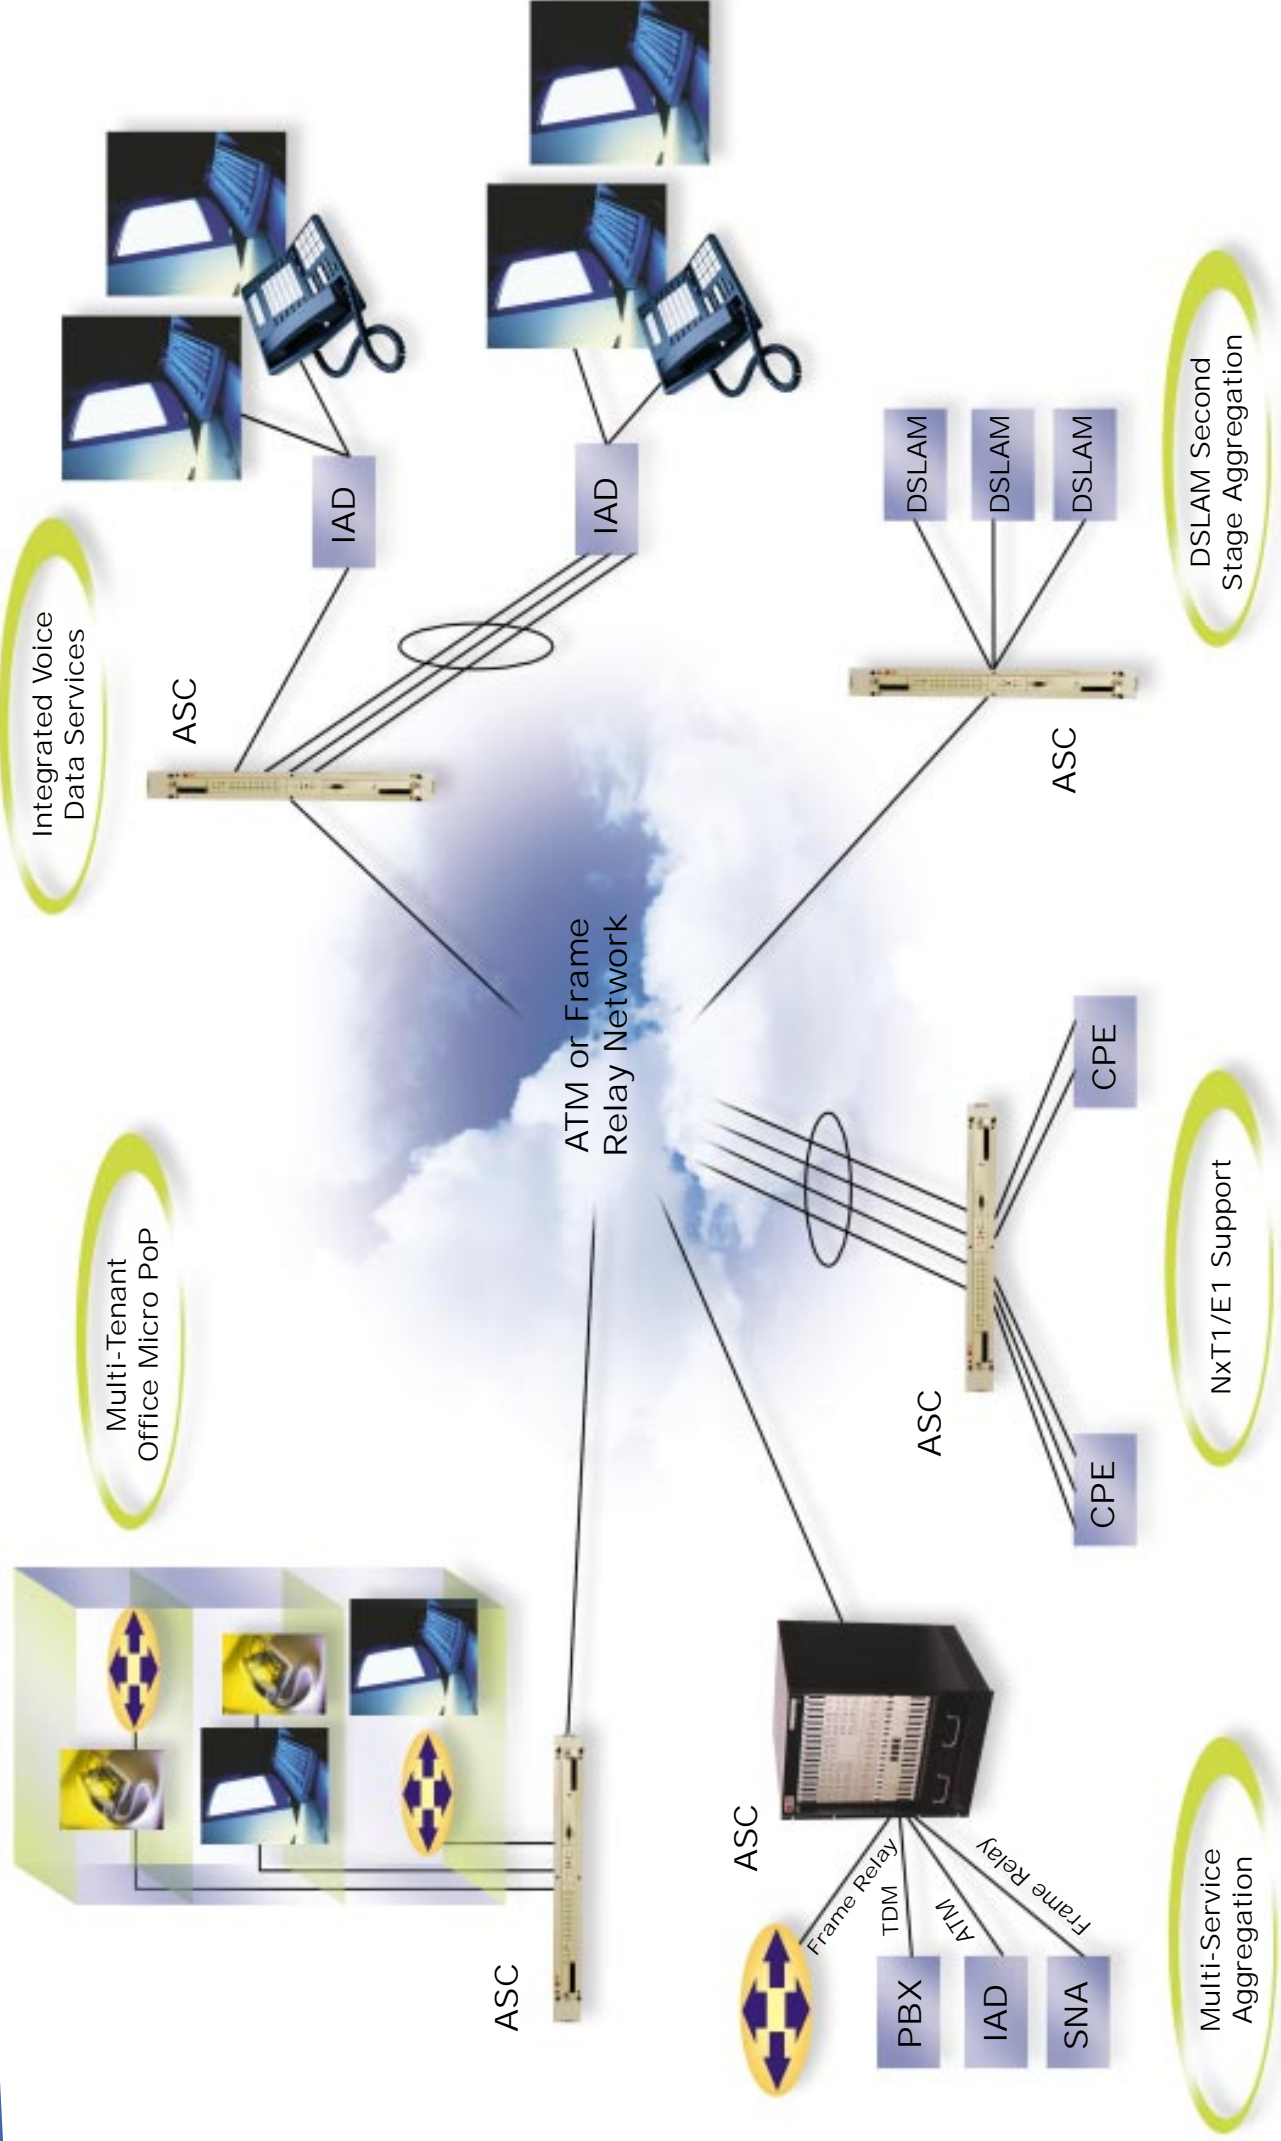 Multi-Tenant
Office Micro PoP
Integrated Voice
Data Services
ASC
ASC
IAD
IAD
ATM or Frame
Relay Network
ASC
Frame Relay
TDM
ATM
Frame Relay
PBX
IAD
SNA
Multi-Service
Aggregation
ASC
CPE
CPE
NxT1/E1 Support
ASC
DSLAM
DSLAM
DSLAM
DSLAM Second
Stage Aggregation